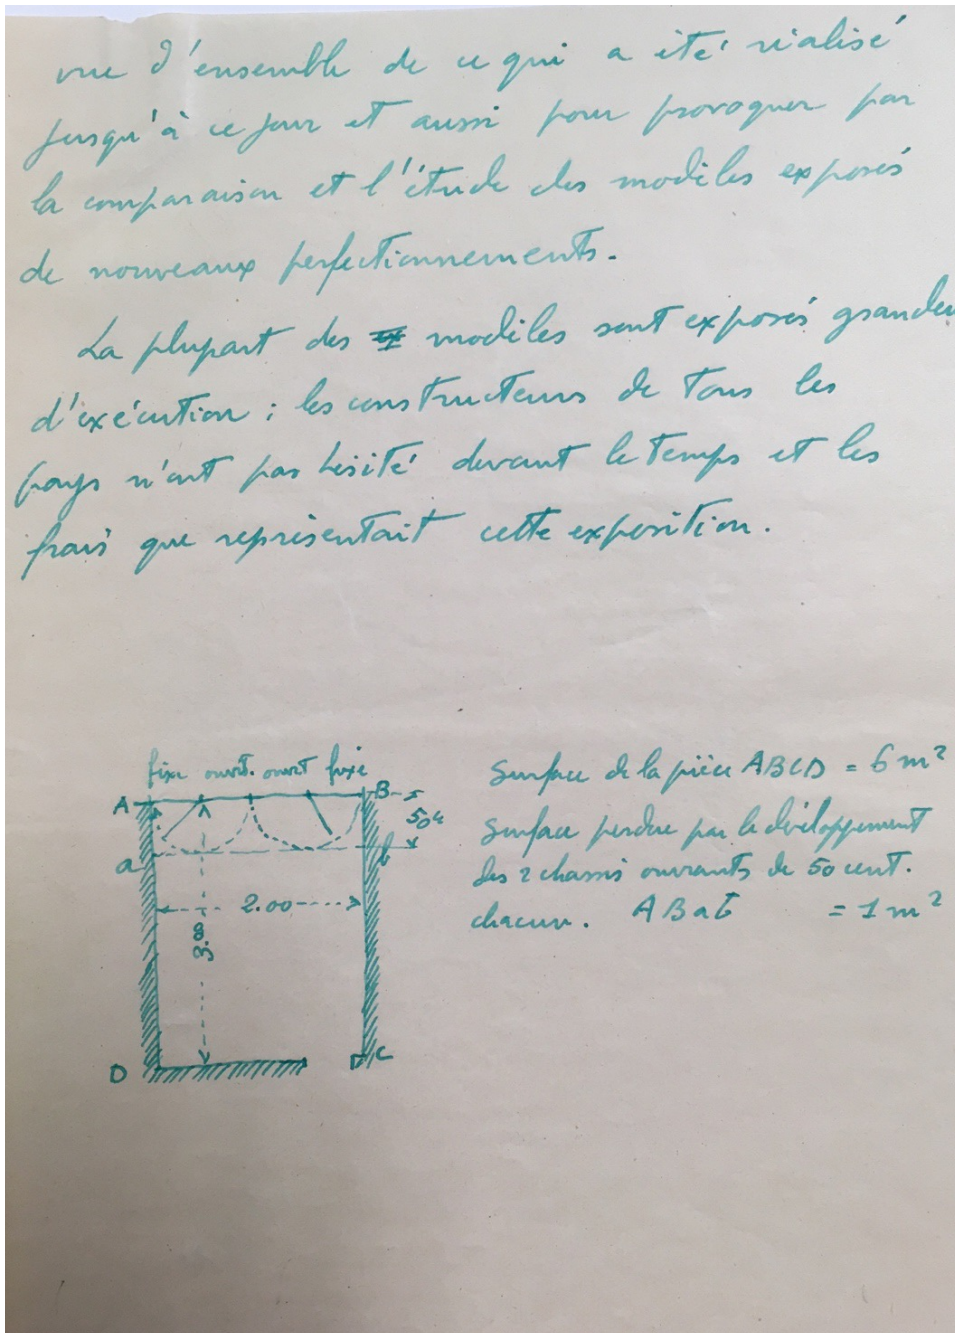 vue d'ensemble de ce qui a été réalisé
jusqu'à ce jour et aussi pour provoquer par
la comparaison et l'étude des modèles exposés
de nouveaux perfectionnements.
La plupart des modèles sont exposés grandeur
d'exécution ; les constructeurs de tous les
pays n'ont pas hésité devant le temps et les
frais que représentait cette exposition.
fixe ouvrt. ouvrt fixe
A B
50c
a b
2.00
3.00
D C
Surface de la pièce ABCD = 6 m²
Surface perdue par le développement
des 2 chassis ouvrants de 50 cent.
chacun. ABab = 1 m²